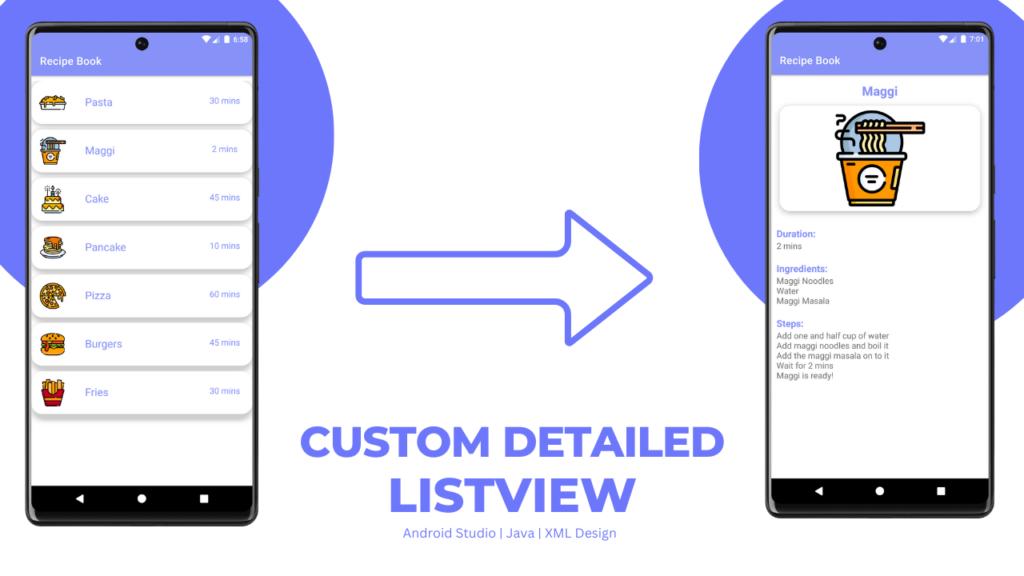 6:58
Recipe Book
Pasta 30 mins
Maggi 2 mins
Cake 45 mins
Pancake 10 mins
Pizza 60 mins
Burgers 45 mins
Fries 30 mins
7:01
Recipe Book
Maggi
Duration:
2 mins
Ingredients:
Maggi Noodles
Water
Maggi Masala
Steps:
Add one and half cup of water
Add maggi noodles and boil it
Add the maggi masala on to it
Wait for 2 mins
Maggi is ready!
CUSTOM DETAILED
LISTVIEW
Android Studio | Java | XML Design